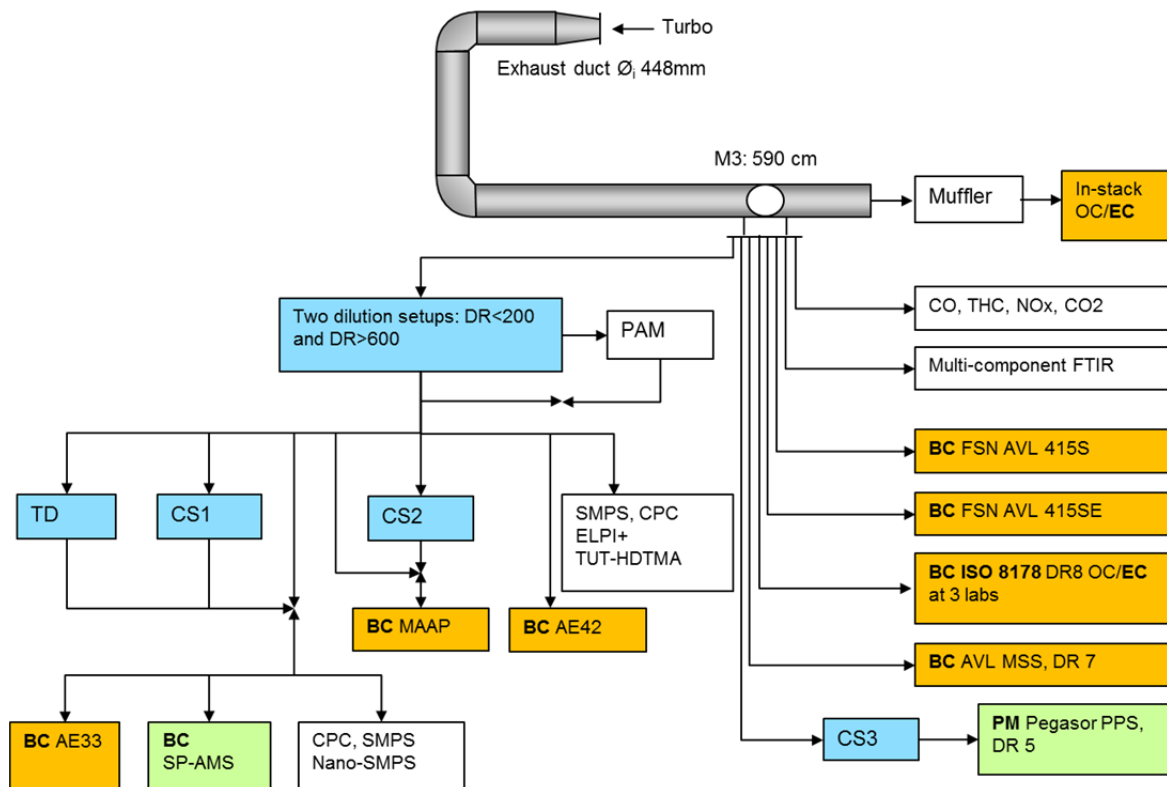 Turbo
Exhaust duct Øi 448mm
M3: 590 cm
Muffler
In-stack
OC/EC
Two dilution setups: DR<200
and DR>600
PAM
CO, THC, NOx, CO2
Multi-component FTIR
BC FSN AVL 415S
BC FSN AVL 415SE
BC ISO 8178 DR8 OC/EC
at 3 labs
BC AVL MSS, DR 7
TD
CS1
CS2
SMPS, CPC
ELPI+
TUT-HDTMA
BC MAAP
BC AE42
BC AE33
BC
SP-AMS
CPC, SMPS
Nano-SMPS
CS3
PM Pegasor PPS,
DR 5